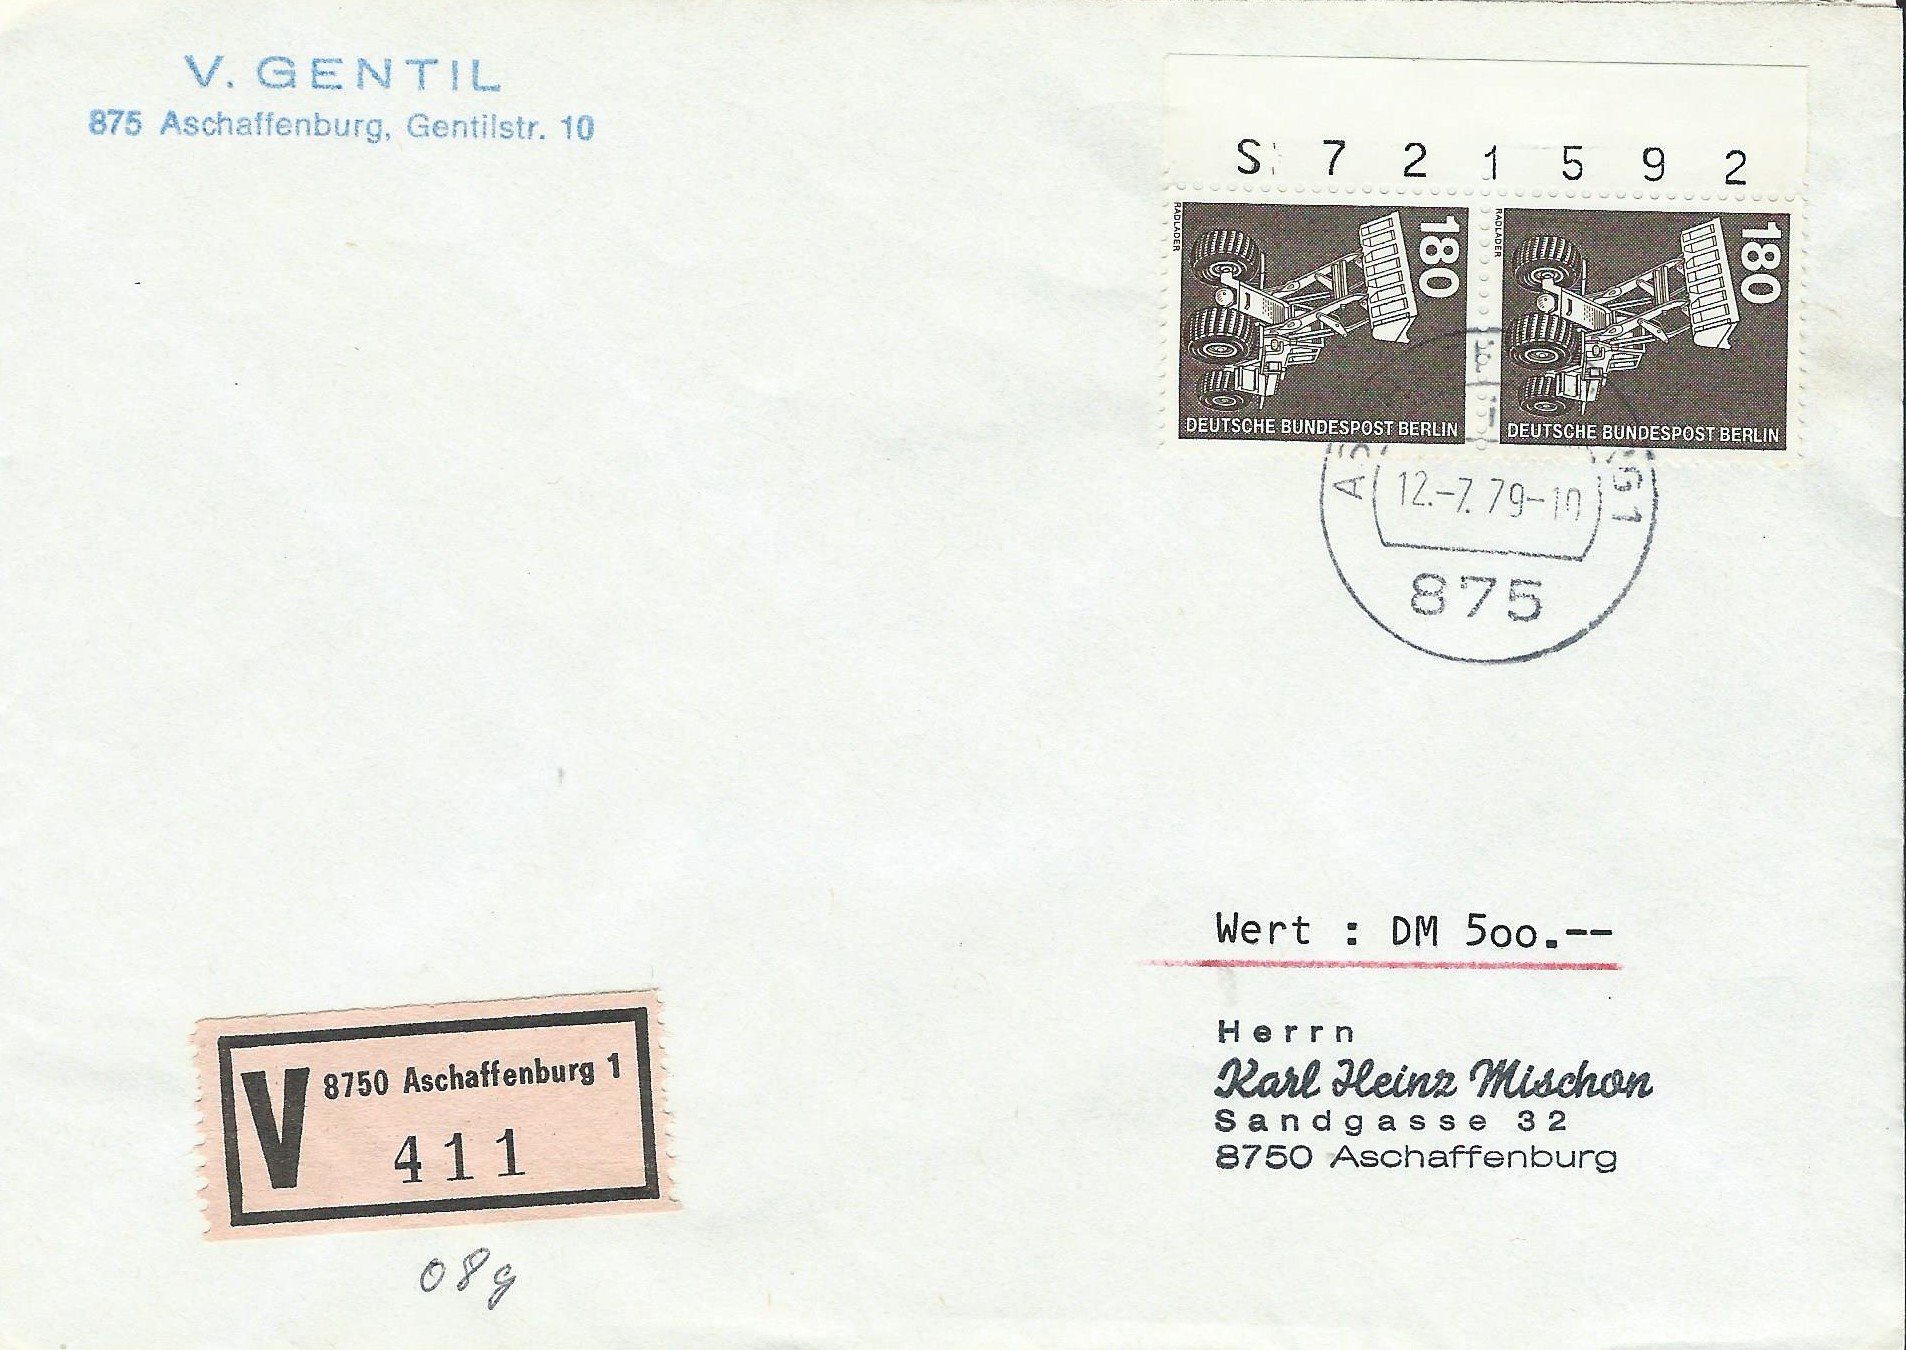 V. GENTIL
875 Aschaffenburg, Gentilstr. 10
S 7 2 1 5 9 2
RADLADER
180
DEUTSCHE BUNDESPOST BERLIN
RADLADER
180
DEUTSCHE BUNDESPOST BERLIN
12.-7.79-10
875
Wert : DM 5oo.--
Herrn
Karl Heinz Mischon
Sandgasse 32
8750 Aschaffenburg
V 8750 Aschaffenburg 1
411
08g